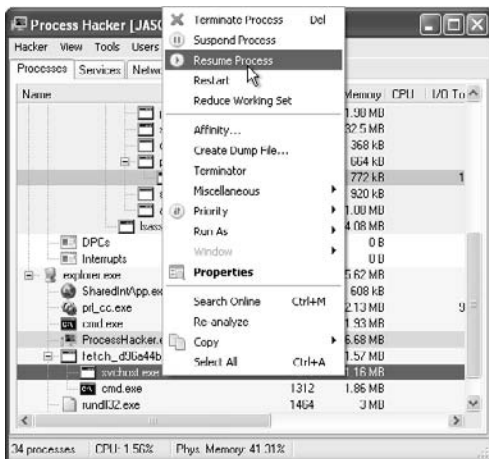 Process Hacker [JASO
Hacker View Tools Users
Processes Services Netwo
Name
Memory CPU I/O To
Terminate Process Del
Suspend Process
Resume Process
Restart
Reduce Working Set
Affinity...
Create Dump File...
Terminator
Miscellaneous
Priority
Run As
Window
Properties
Search Online Ctrl+M
Re-analyze
Copy
Select All Ctrl+A
1.90 MB
32.5 MB
368 kB
664 kB
772 kB 1
920 kB
1.00 MB
lsass 4.08 MB
DPCs 0 B
Interrupts 0 B
explorer.exe 5.62 MB
SharedIntApp.ex 608 kB
prl_cc.exe 2.13 MB 9
cmd.exe 1.93 MB
ProcessHacker.e 6.68 MB
fetch_d96a44b 1.57 MB
svchost.exe 1.16 MB
cmd.exe 1312 1.86 MB
rundll32.exe 1464 3 MB
34 processes CPU: 1.56% Phys. Memory: 41.31%